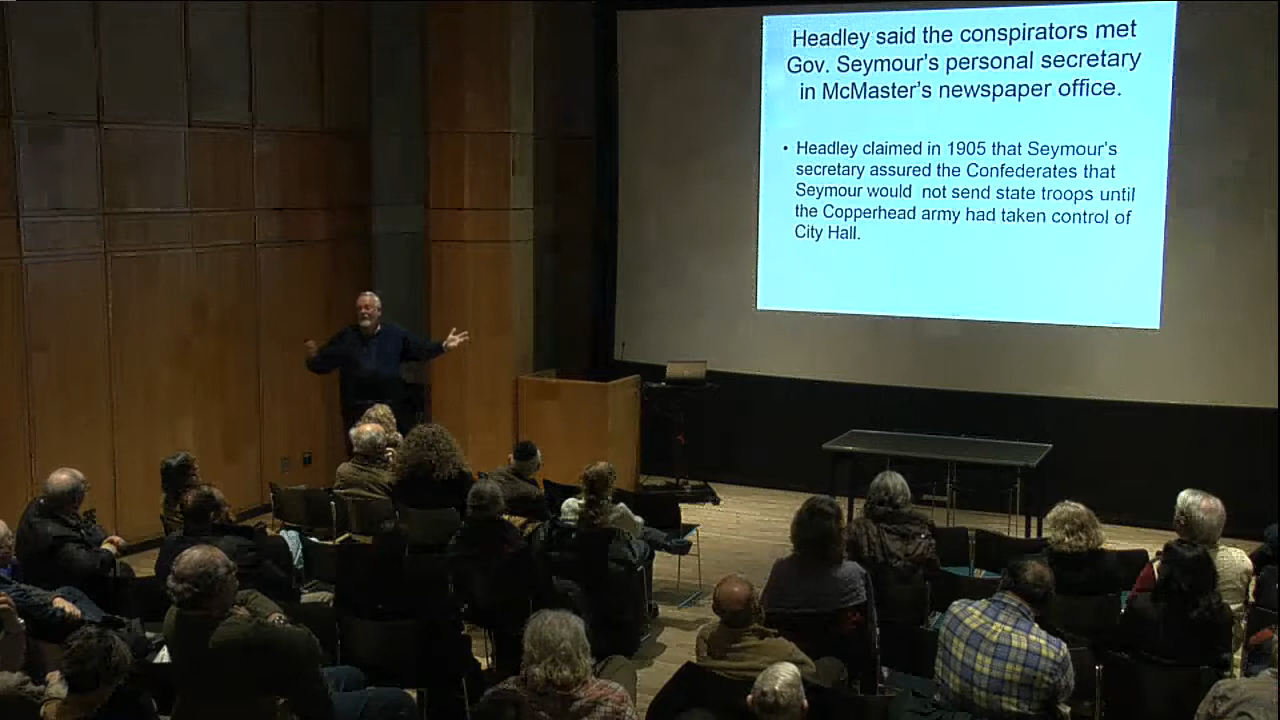 Headley said the conspirators met
Gov. Seymour's personal secretary
in McMaster's newspaper office.
• Headley claimed in 1905 that Seymour's
secretary assured the Confederates that
Seymour would not send state troops until
the Copperhead army had taken control of
City Hall.